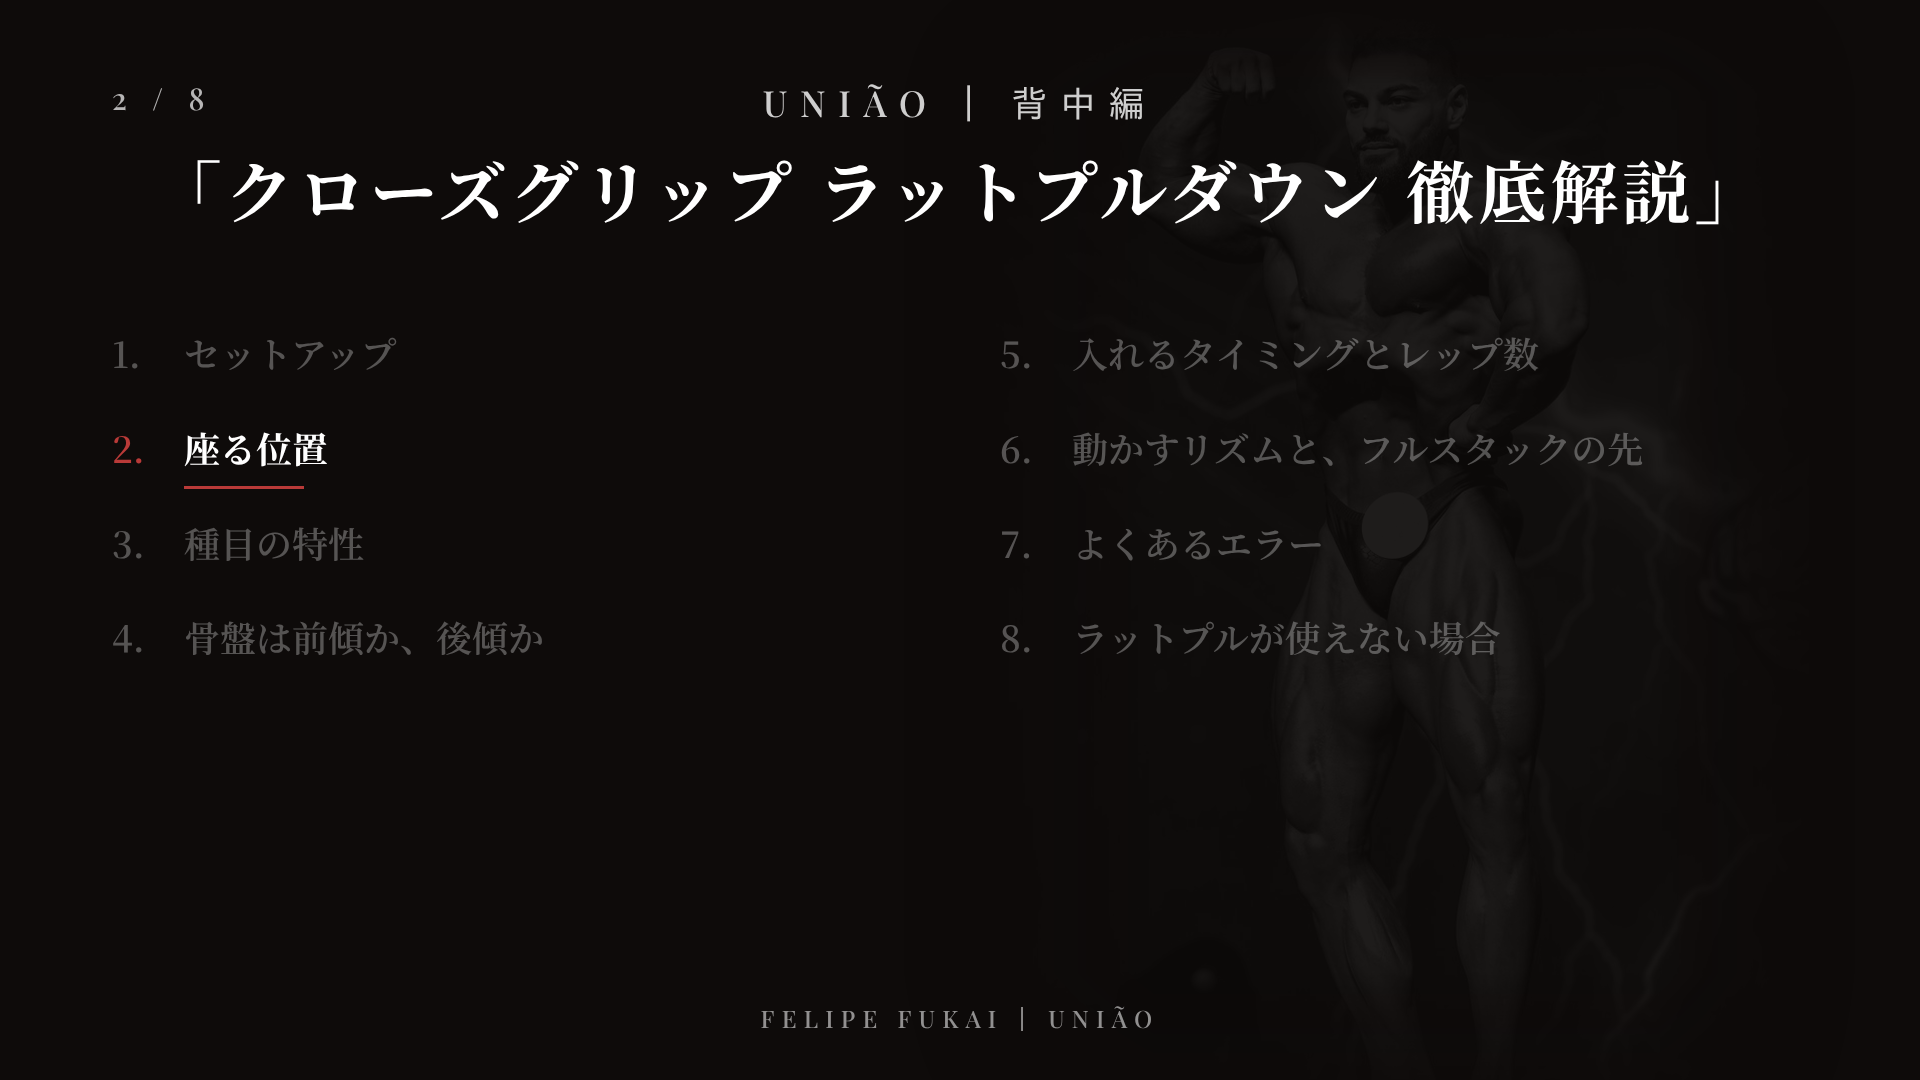 2 / 8
UNIÃO | 背中編
「クローズグリップ ラットプルダウン 徹底解説」
1. セットアップ
2. 座る位置
3. 種目の特性
4. 骨盤は前傾か、後傾か
5. 入れるタイミングとレップ数
6. 動かすリズムと、フルスタックの先
7. よくあるエラー
8. ラットプルが使えない場合
FELIPE FUKAI | UNIÃO